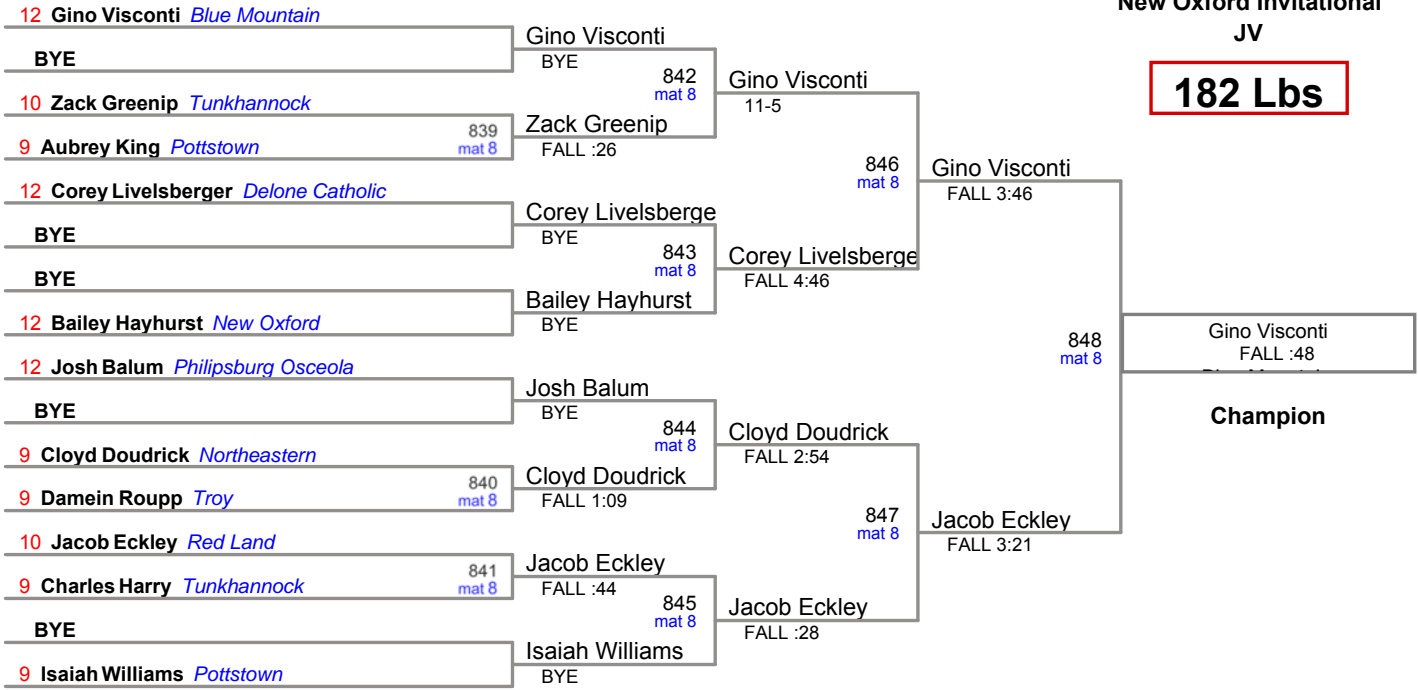 New Oxford Invitational
JV
182 Lbs
12 Gino Visconti Blue Mountain
BYE
10 Zack Greenip Tunkhannock
9 Aubrey King Pottstown
12 Corey Livelsberger Delone Catholic
BYE
BYE
12 Bailey Hayhurst New Oxford
12 Josh Balum Philipsburg Osceola
BYE
9 Cloyd Doudrick Northeastern
9 Damein Roupp Troy
10 Jacob Eckley Red Land
9 Charles Harry Tunkhannock
BYE
9 Isaiah Williams Pottstown
839
mat 8
840
mat 8
841
mat 8
Gino Visconti
BYE
Zack Greenip
FALL :26
Corey Livelsberge
BYE
Bailey Hayhurst
BYE
Josh Balum
BYE
Cloyd Doudrick
FALL 1:09
Jacob Eckley
FALL :44
Isaiah Williams
BYE
842
mat 8
843
mat 8
844
mat 8
845
mat 8
Gino Visconti
11-5
Corey Livelsberge
FALL 4:46
Cloyd Doudrick
FALL 2:54
Jacob Eckley
FALL :28
846
mat 8
847
mat 8
Gino Visconti
FALL 3:46
Jacob Eckley
FALL 3:21
848
mat 8
Gino Visconti
FALL :48
Champion